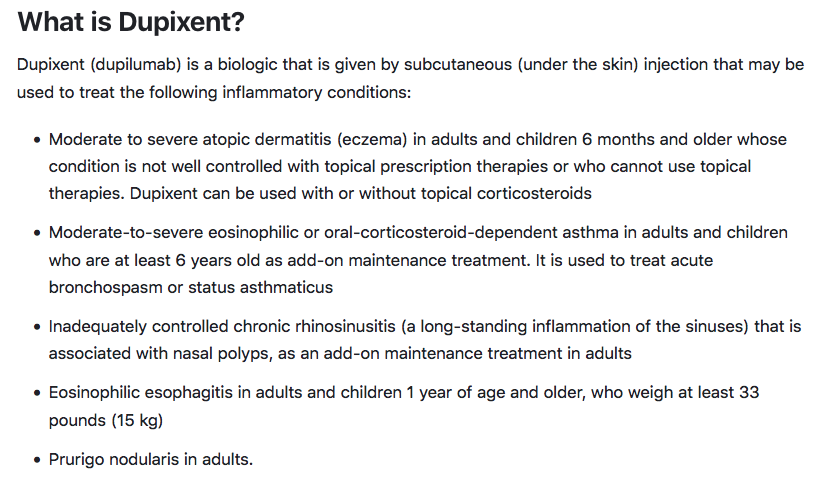 What is Dupixent?
Dupixent (dupilumab) is a biologic that is given by subcutaneous (under the skin) injection that may be
used to treat the following inflammatory conditions:
• Moderate to severe atopic dermatitis (eczema) in adults and children 6 months and older whose
condition is not well controlled with topical prescription therapies or who cannot use topical
therapies. Dupixent can be used with or without topical corticosteroids
• Moderate-to-severe eosinophilic or oral-corticosteroid-dependent asthma in adults and children
who are at least 6 years old as add-on maintenance treatment. It is used to treat acute
bronchospasm or status asthmaticus
• Inadequately controlled chronic rhinosinusitis (a long-standing inflammation of the sinuses) that is
associated with nasal polyps, as an add-on maintenance treatment in adults
• Eosinophilic esophagitis in adults and children 1 year of age and older, who weigh at least 33
pounds (15 kg)
• Prurigo nodularis in adults.